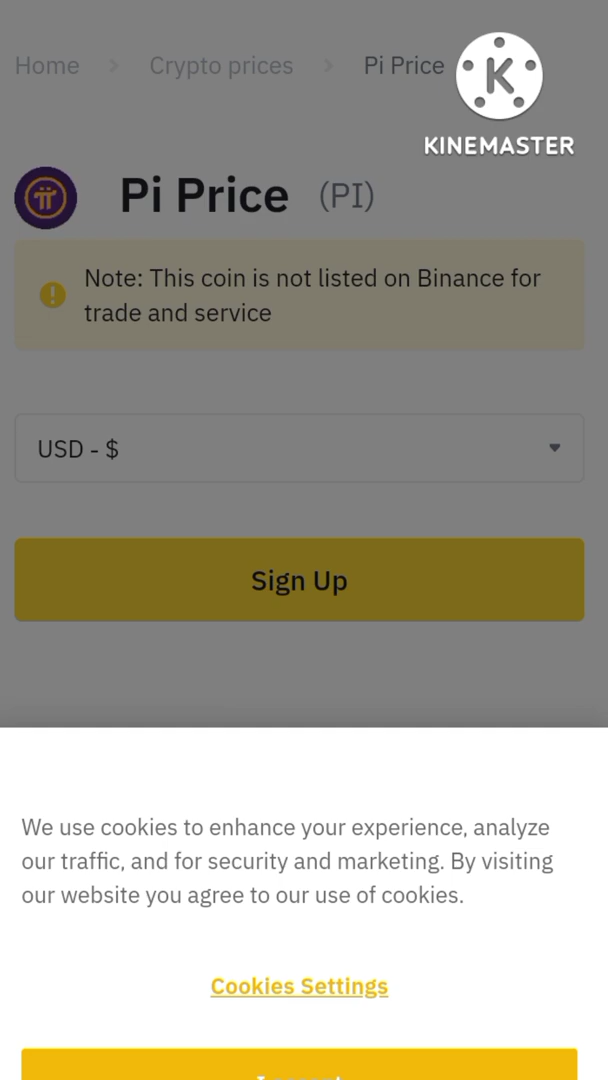 Home > Crypto prices > Pi Price
K
KINEMASTER
Pi Price (PI)
Note: This coin is not listed on Binance for
trade and service
USD - $
Sign Up
We use cookies to enhance your experience, analyze
our traffic, and for security and marketing. By visiting
our website you agree to our use of cookies.
Cookies Settings